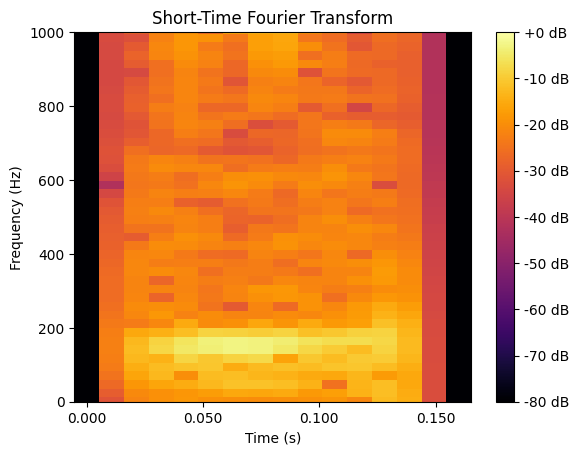 Short-Time Fourier Transform
1000
800
600
400
200
0
Frequency (Hz)
0.000
0.050
0.100
0.150
Time (s)
+0 dB
-10 dB
-20 dB
-30 dB
-40 dB
-50 dB
-60 dB
-70 dB
-80 dB